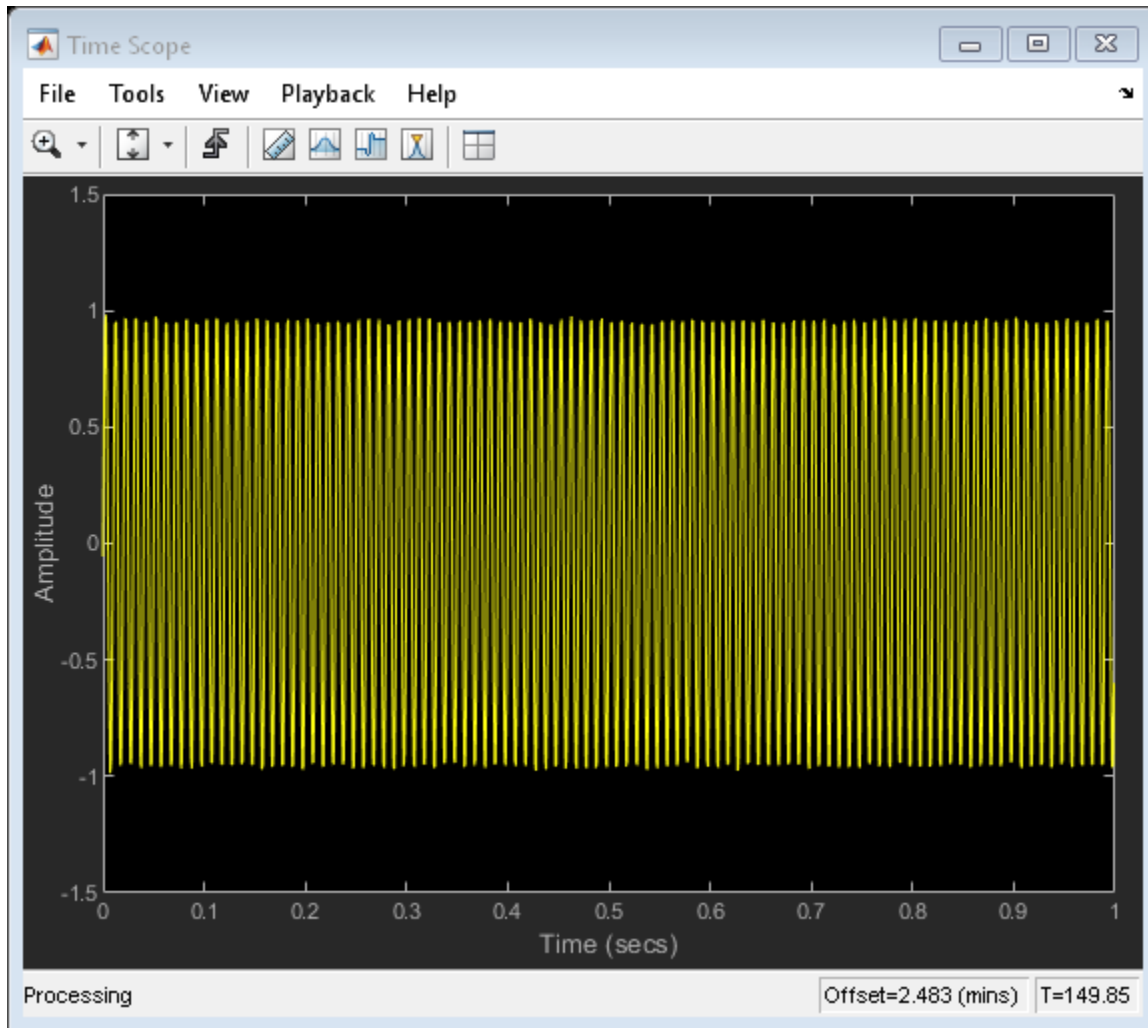 Time Scope
File Tools View Playback Help
1.5
1
0.5
0
-0.5
-1
-1.5
Amplitude
0 0.1 0.2 0.3 0.4 0.5 0.6 0.7 0.8 0.9 1
Time (secs)
Processing Offset=2.483 (mins) T=149.85